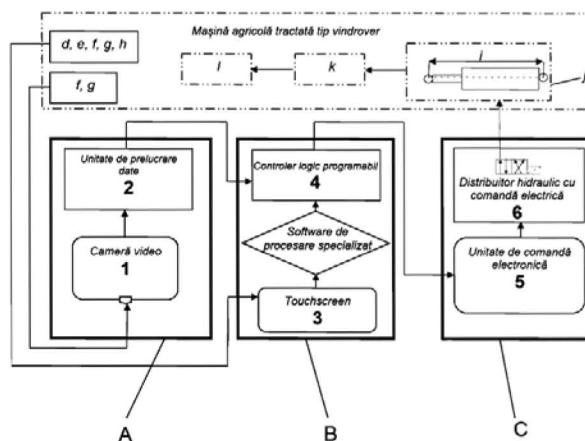 Mașină agricolă tractată tip vindrover
d, e, f, g, h
f, g
l
k
i
j
Unitate de prelucrare
date
2
Cameră video
1
Controler logic programabil
4
Software de
procesare specializat
Touchscreen
3
Distribuitor hidraulic cu
comandă electrică
6
Unitate de comandă
electronică
5
A
B
C